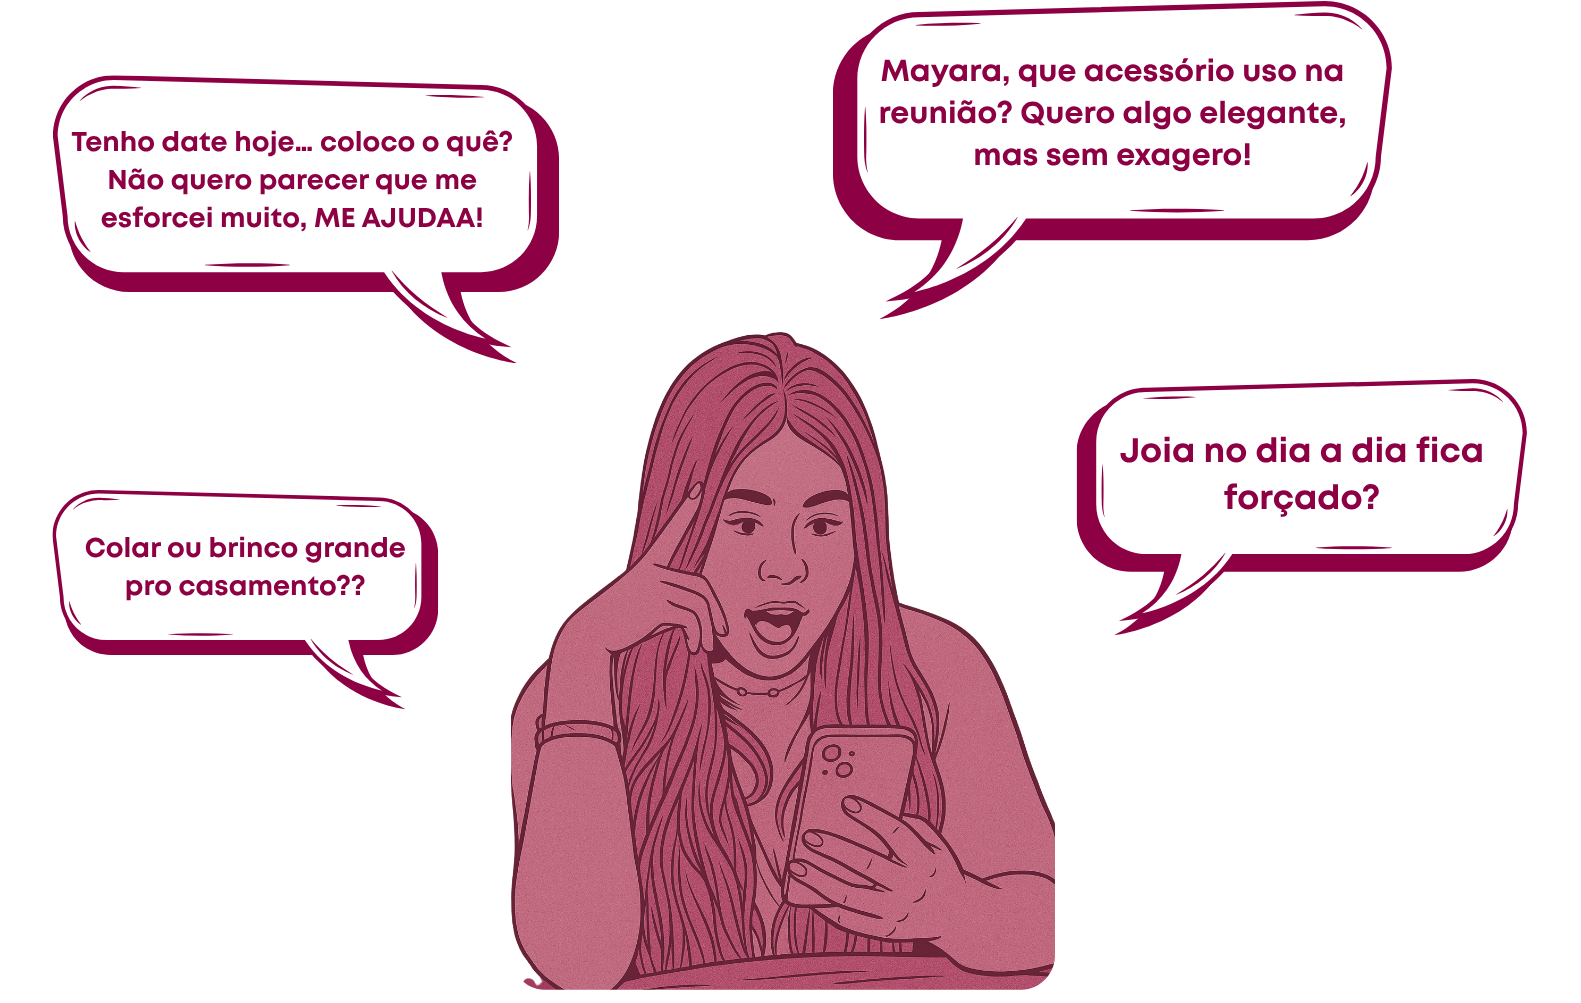 Tenho date hoje... coloco o quê?
Não quero parecer que me
esforcei muito, ME AJUDAA!
Mayara, que acessório uso na
reunião? Quero algo elegante,
mas sem exagero!
Colar ou brinco grande
pro casamento??
Joia no dia a dia fica
forçado?